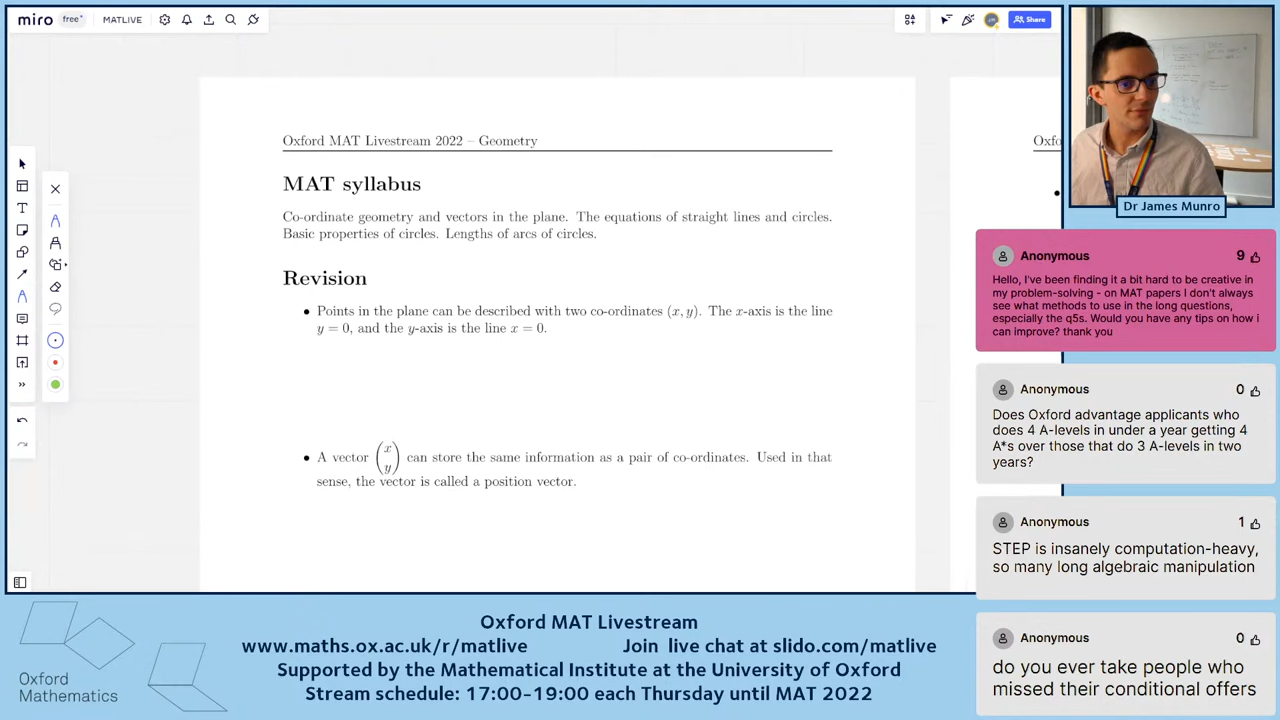 miro free
MATLIVE
Share
Oxford MAT Livestream 2022 – Geometry
MAT syllabus
Co-ordinate geometry and vectors in the plane. The equations of straight lines and circles.
Basic properties of circles. Lengths of arcs of circles.
Revision
• Points in the plane can be described with two co-ordinates (x, y). The x-axis is the line
y = 0, and the y-axis is the line x = 0.
• A vector (x y) can store the same information as a pair of co-ordinates. Used in that
sense, the vector is called a position vector.
Oxfo
Dr James Munro
Anonymous 9
Hello, I've been finding it a bit hard to be creative in
my problem-solving - on MAT papers I don't always
see what methods to use in the long questions,
especially the q5s. Would you have any tips on how i
can improve? thank you
Anonymous 0
Does Oxford advantage applicants who
does 4 A-levels in under a year getting 4
A*s over those that do 3 A-levels in two
years?
Anonymous 1
STEP is insanely computation-heavy,
so many long algebraic manipulation
Anonymous 0
do you ever take people who
missed their conditional offers
Oxford
Mathematics
Oxford MAT Livestream
www.maths.ox.ac.uk/r/matlive Join live chat at slido.com/matlive
Supported by the Mathematical Institute at the University of Oxford
Stream schedule: 17:00-19:00 each Thursday until MAT 2022